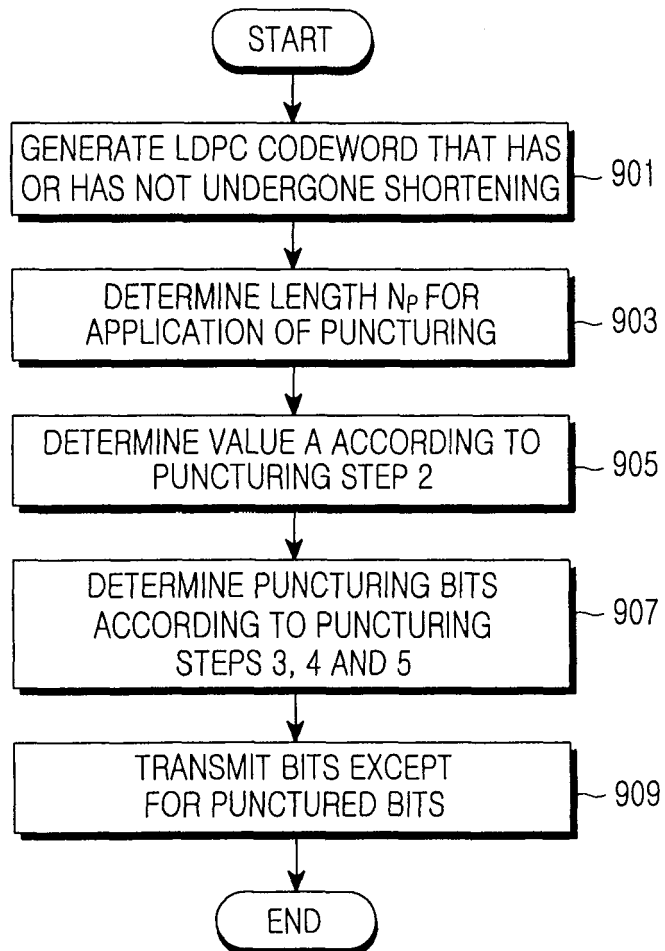 START
GENERATE LDPC CODEWORD THAT HAS
OR HAS NOT UNDERGONE SHORTENING
901
DETERMINE LENGTH Np FOR
APPLICATION OF PUNCTURING
903
DETERMINE VALUE A ACCORDING TO
PUNCTURING STEP 2
905
DETERMINE PUNCTURING BITS
ACCORDING TO PUNCTURING
STEPS 3, 4 AND 5
907
TRANSMIT BITS EXCEPT
FOR PUNCTURED BITS
909
END